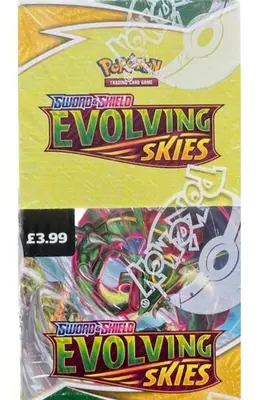 POKÉMON
TRADING CARD GAME
SWORD & SHIELD
EVOLVING
SKIES
£3.99
SWORD & SHIELD
EVOLVING
SKIES